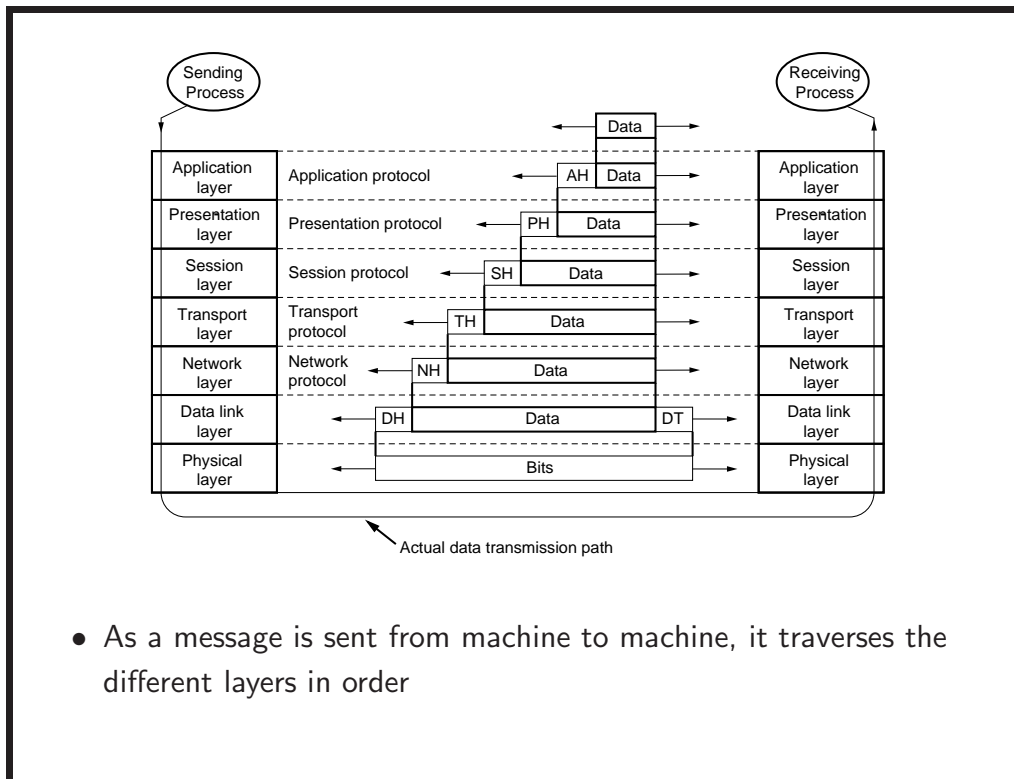 Sending
Process
Receiving
Process
Data
Application
layer
Application protocol
AH
Data
Application
layer
Presentation
layer
Presentation protocol
PH
Data
Presentation
layer
Session
layer
Session protocol
SH
Data
Session
layer
Transport
layer
Transport
protocol
TH
Data
Transport
layer
Network
layer
Network
protocol
NH
Data
Network
layer
Data link
layer
DH
Data
DT
Data link
layer
Physical
layer
Bits
Physical
layer
Actual data transmission path
• As a message is sent from machine to machine, it traverses the
different layers in order